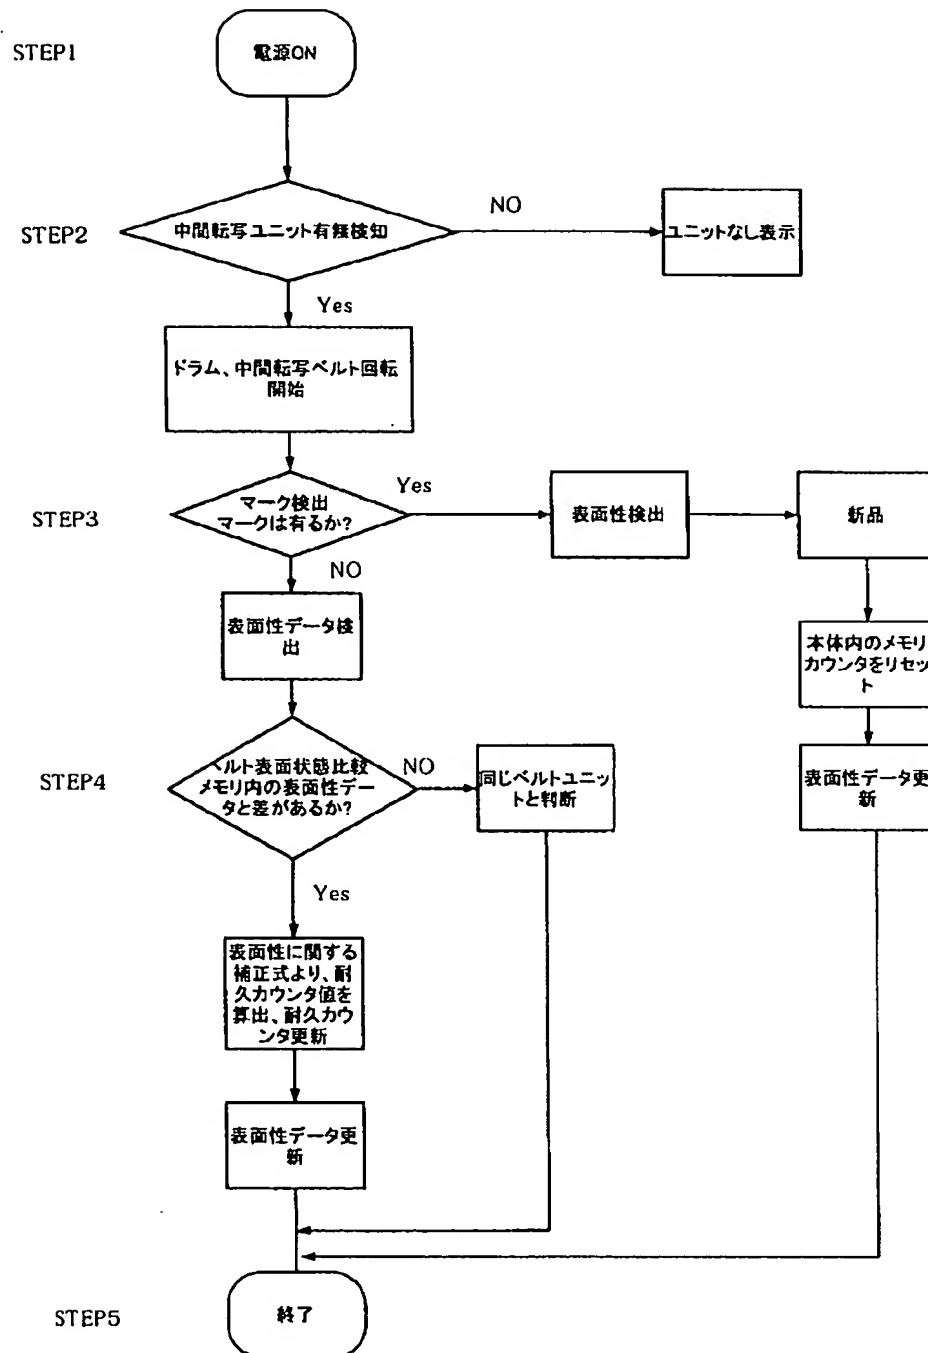 STEP1
電源ON
STEP2
中間転写ユニット有無検知
NO
ユニットなし表示
Yes
ドラム、中間転写ベルト回転
開始
STEP3
マーク検出
マークは有るか?
Yes
表面性検出
新品
NO
表面性データ検
出
本体内のメモリ
カウンタをリセッ
ト
STEP4
ベルト表面状態比較
メモリ内の表面性デー
タと差があるか?
NO
同じベルトユニッ
トと判断
表面性データ更
新
Yes
表面性に関する
補正式より、耐
久カウンタ値を
算出、耐久カウ
ンタ更新
表面性データ更
新
STEP5
終了